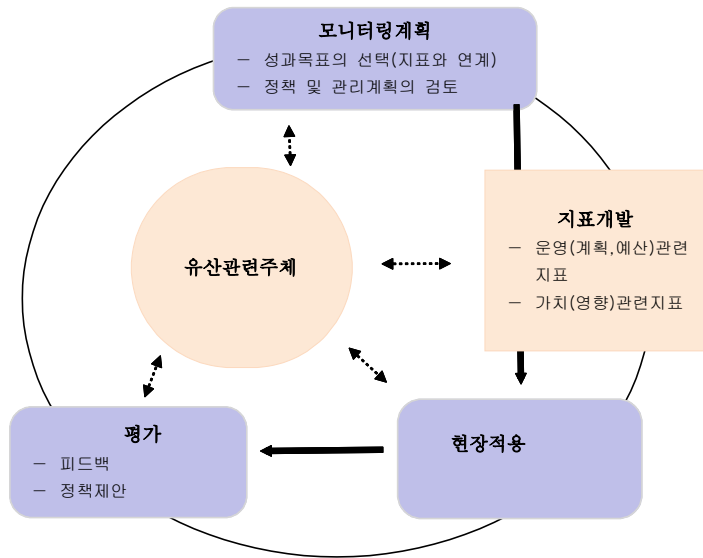 모니터링계획
– 성과목표의 선택(지표와 연계)
– 정책 및 관리계획의 검토
지표개발
– 운영(계획,예산)관련
지표
– 가치(영향)관련지표
유산관련주체
평가
– 피드백
– 정책제안
현장적용